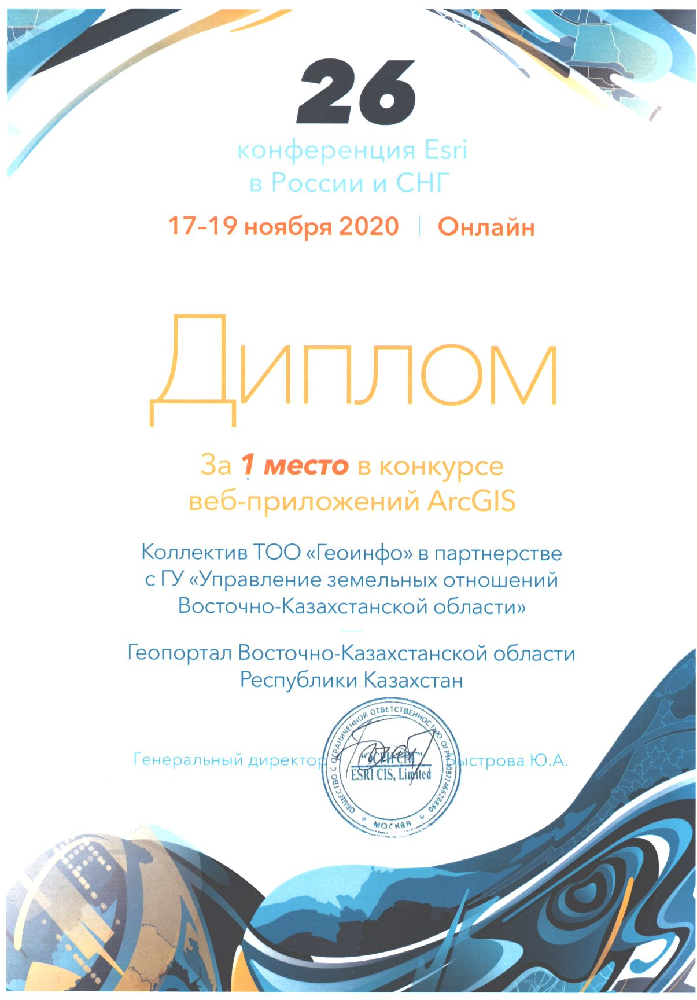 26
конференция Esri
в России и СНГ
17–19 ноября 2020 | Онлайн
Диплом
За 1 место в конкурсе
веб-приложений ArcGIS
Коллектив ТОО «Геоинфо» в партнерстве
с ГУ «Управление земельных отношений
Восточно-Казахстанской области»
Геопортал Восточно-Казахстанской области
Республики Казахстан
Генеральный директор Быстрова Ю.А.
ОБЩЕСТВО С ОГРАНИЧЕННОЙ ОТВЕТСТВЕННОСТЬЮ ОГРН 1087746626890
"ЭСРИ СНГ"
ESRI CIS, Limited
* МОСКВА *